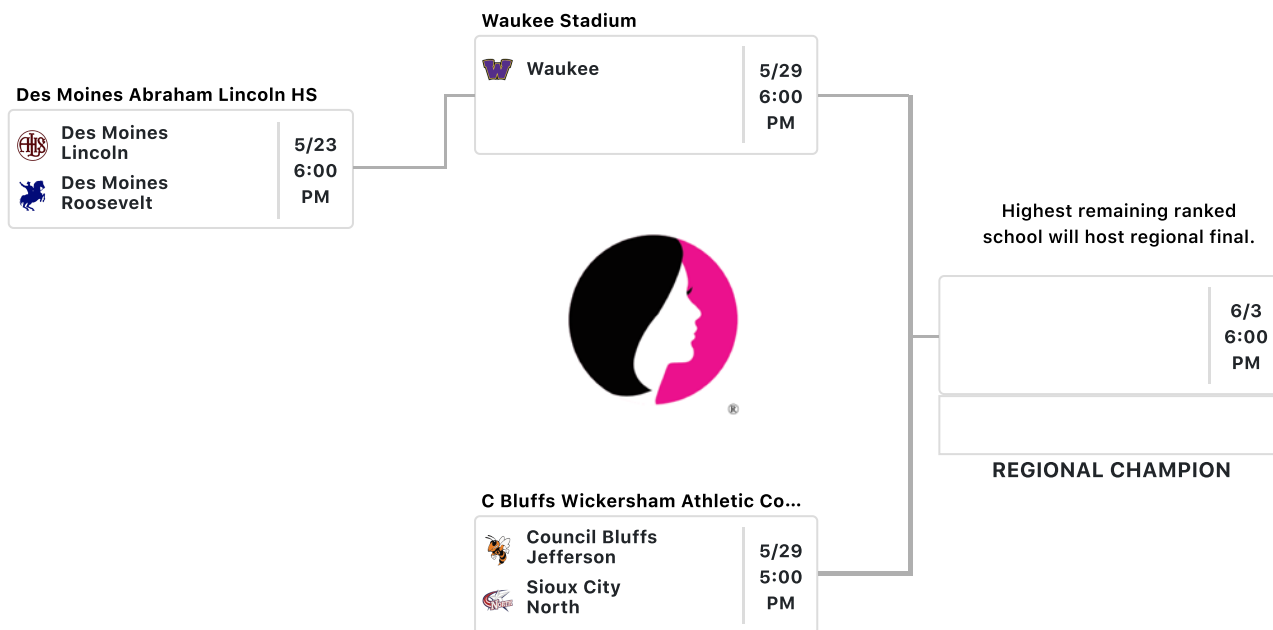 Waukee Stadium
Waukee
5/29
6:00
PM
Des Moines Abraham Lincoln HS
Des Moines
Lincoln
Des Moines
Roosevelt
5/23
6:00
PM
Highest remaining ranked
school will host regional final.
6/3
6:00
PM
REGIONAL CHAMPION
®
C Bluffs Wickersham Athletic Co...
Council Bluffs
Jefferson
Sioux City
North
5/29
5:00
PM
W
ALHS
NORTH